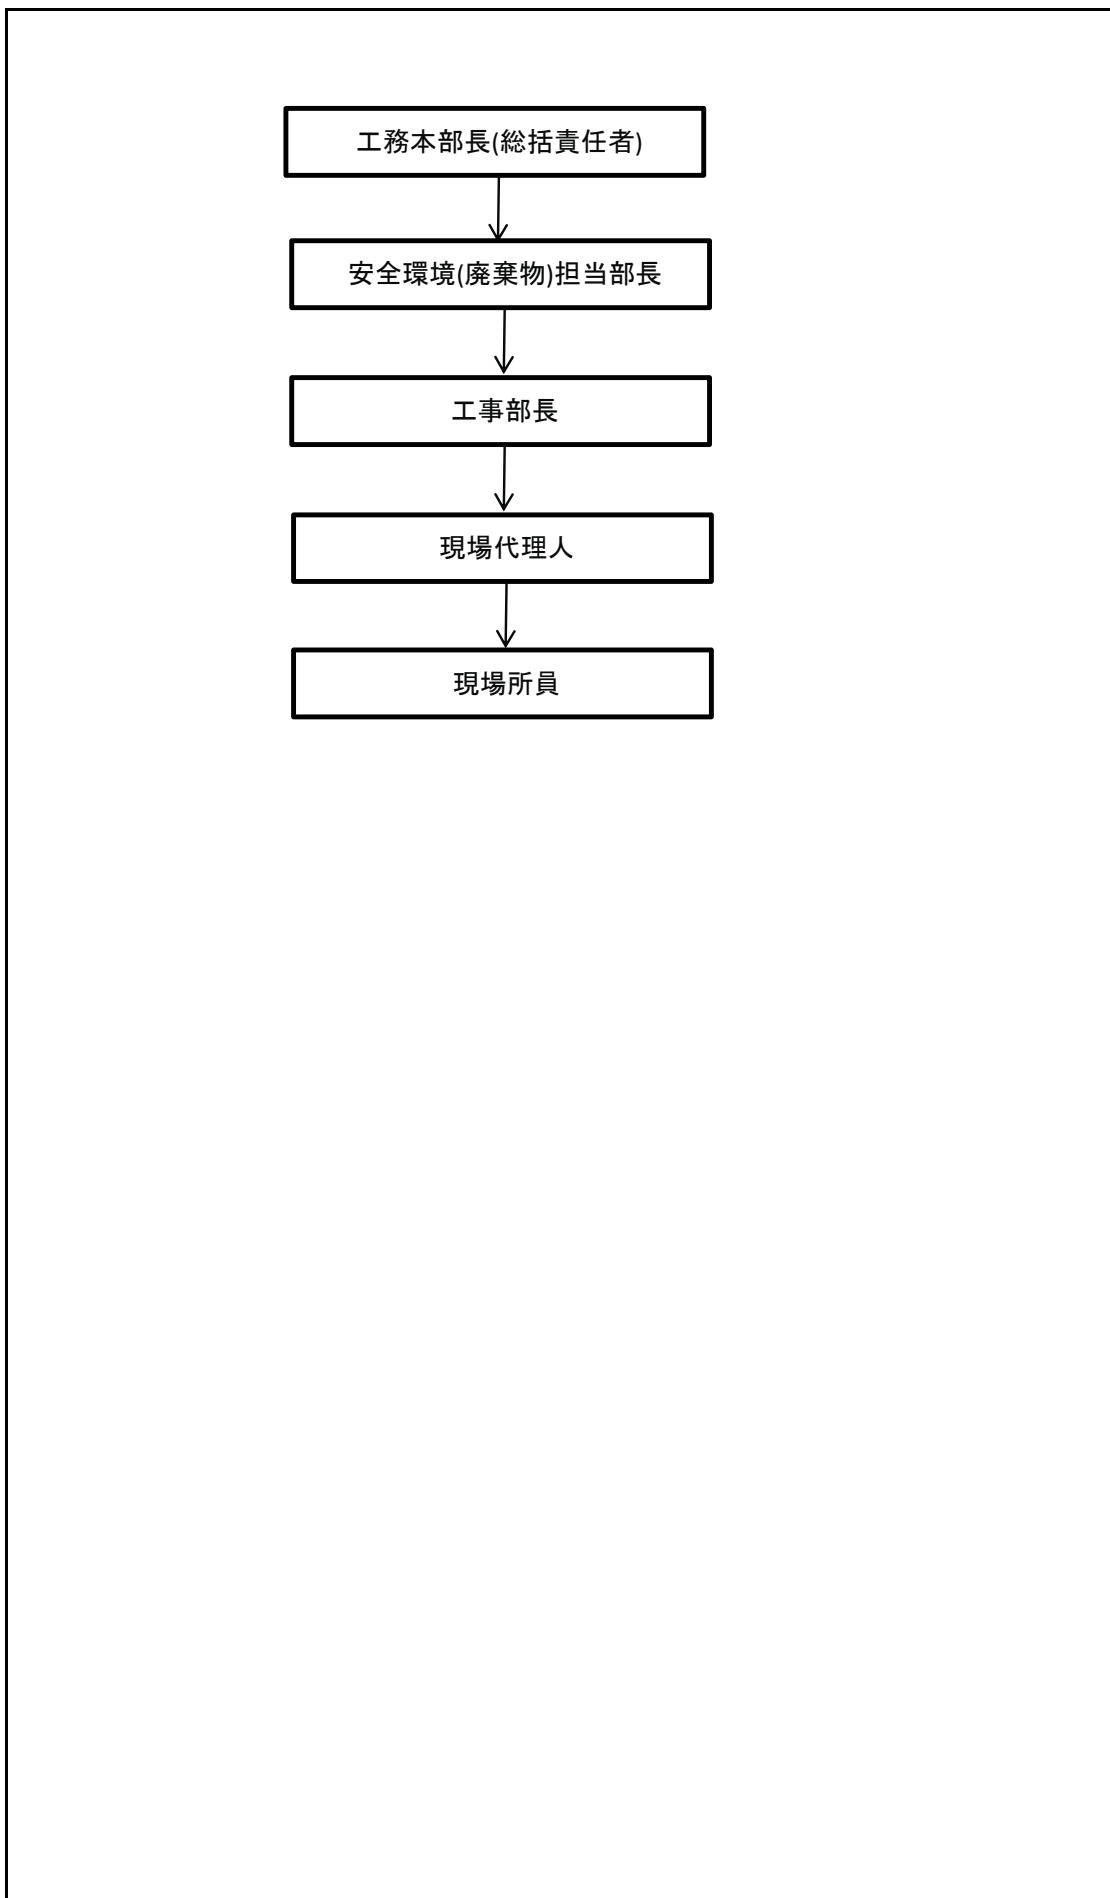 工務本部長(総括責任者)
安全環境(廃棄物)担当部長
工事部長
現場代理人
現場所員